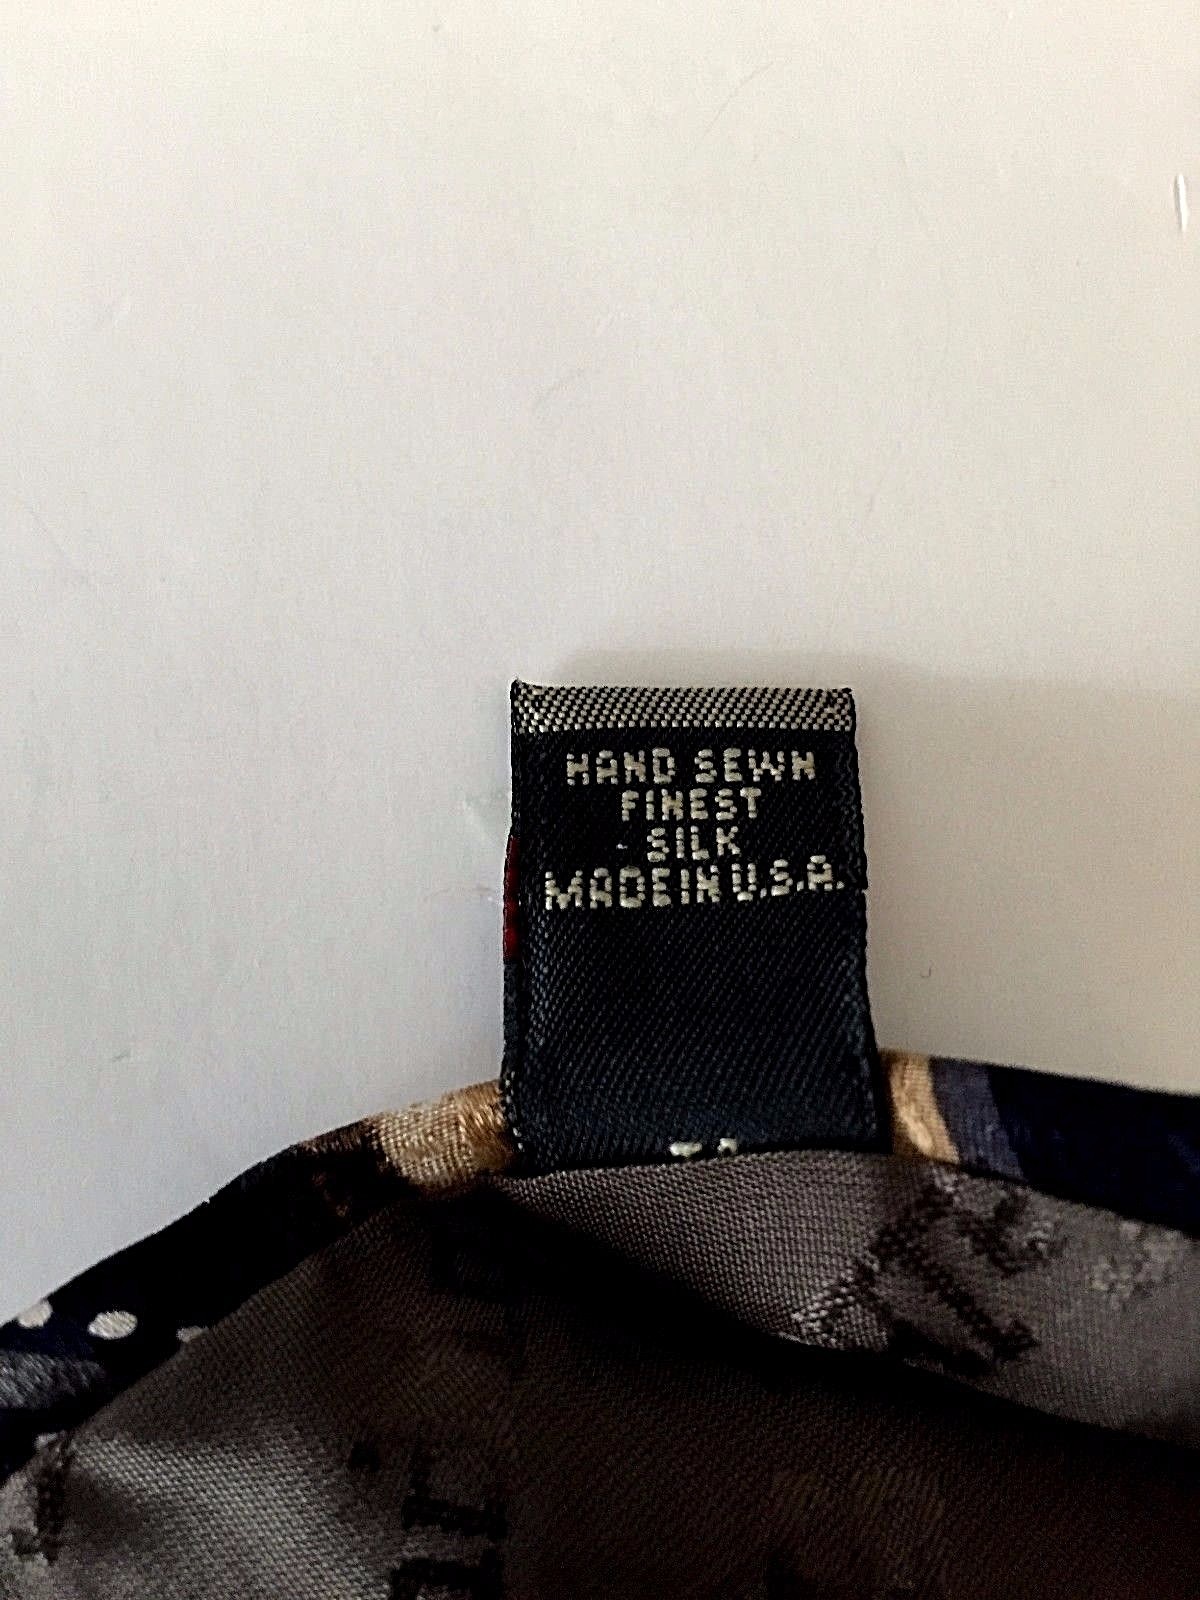 HAND SEWN
FINEST
SILK
MADE IN U.S.A.